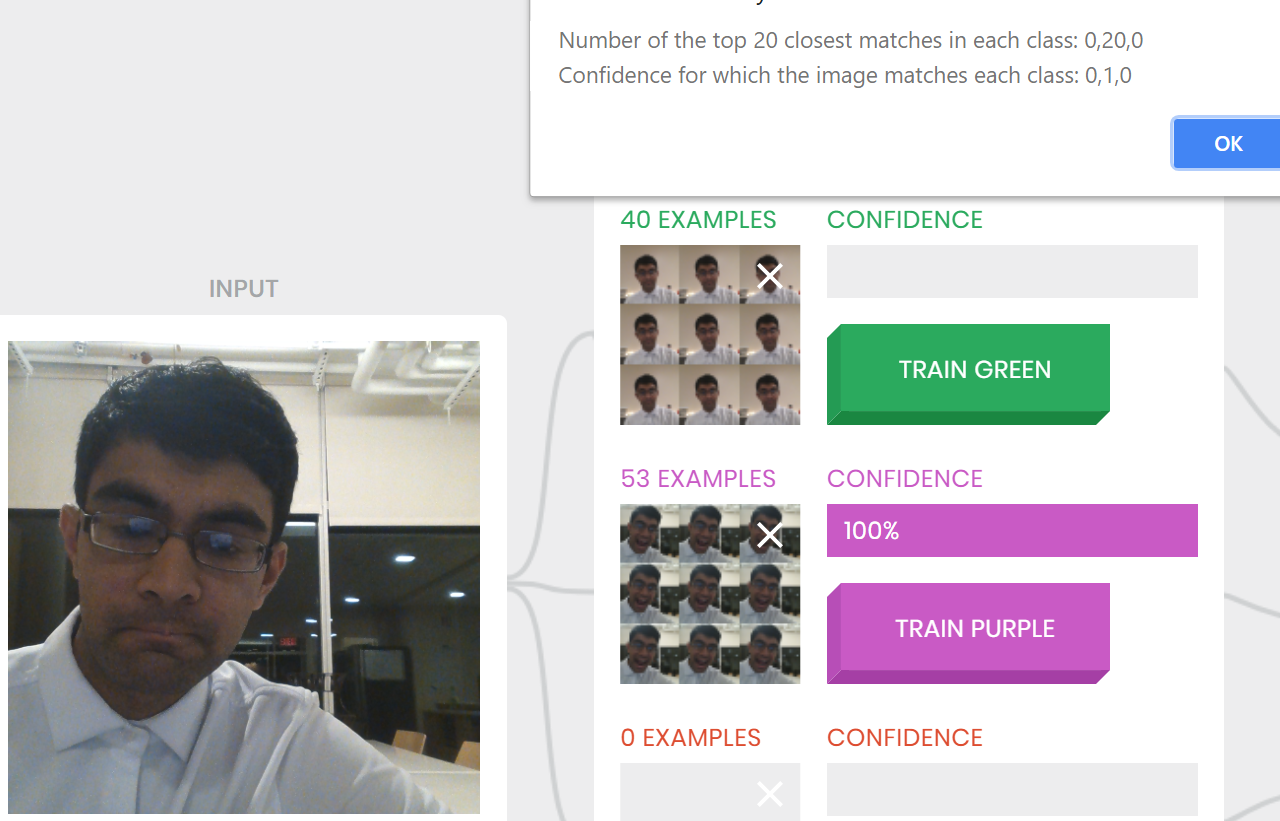 Number of the top 20 closest matches in each class: 0,20,0
Confidence for which the image matches each class: 0,1,0
OK
40 EXAMPLES
CONFIDENCE
INPUT
TRAIN GREEN
53 EXAMPLES
CONFIDENCE
100%
TRAIN PURPLE
0 EXAMPLES
CONFIDENCE